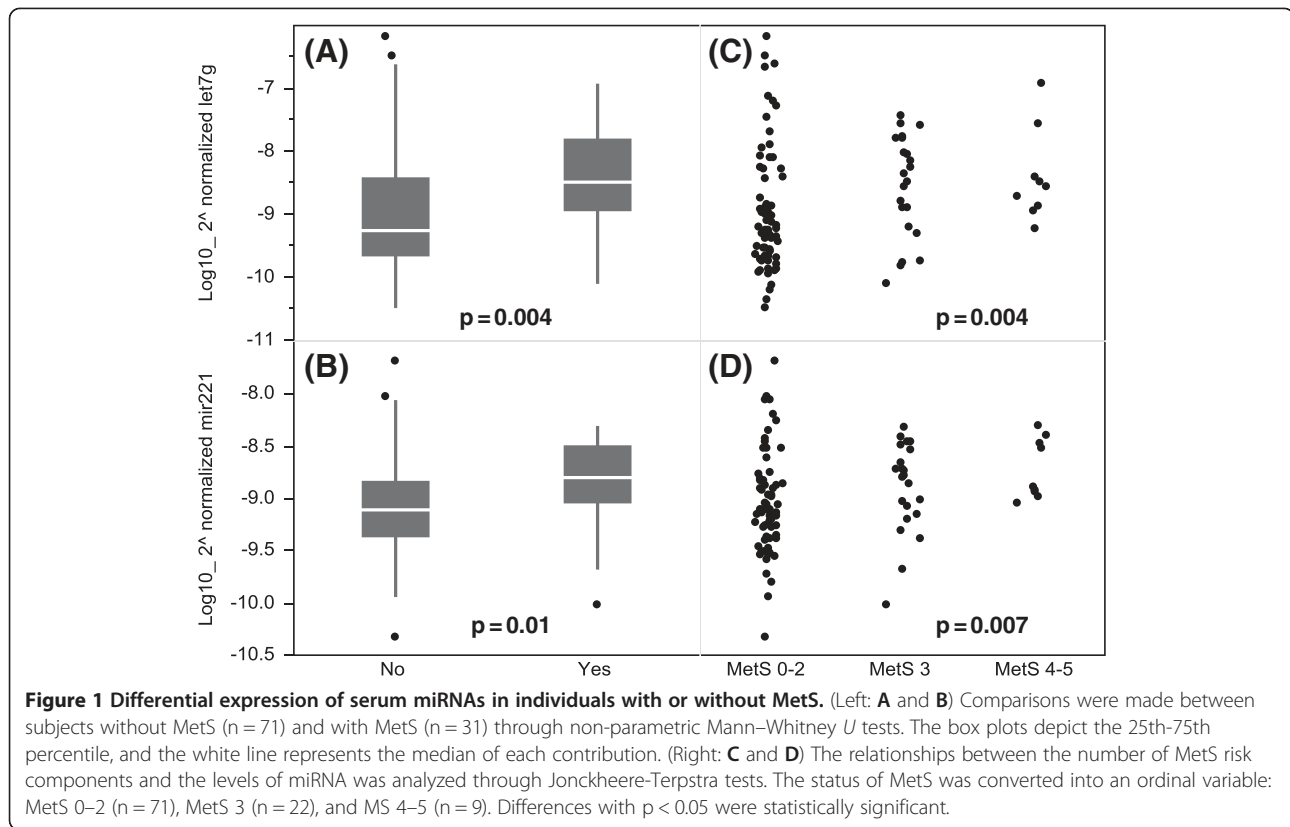 (A)
(C)
Log10_ 2^ normalized let7g
-7
-8
-9
-10
-11
p = 0.004
p = 0.004
(B)
(D)
Log10_ 2^ normalized mir221
-8.0
-8.5
-9.0
-9.5
-10.0
-10.5
p = 0.01
p = 0.007
No
Yes
MetS 0-2
MetS 3
MetS 4-5
Figure 1 Differential expression of serum miRNAs in individuals with or without MetS. (Left: A and B) Comparisons were made between
subjects without MetS (n = 71) and with MetS (n = 31) through non-parametric Mann–Whitney U tests. The box plots depict the 25th-75th
percentile, and the white line represents the median of each contribution. (Right: C and D) The relationships between the number of MetS risk
components and the levels of miRNA was analyzed through Jonckheere-Terpstra tests. The status of MetS was converted into an ordinal variable:
MetS 0–2 (n = 71), MetS 3 (n = 22), and MS 4–5 (n = 9). Differences with p < 0.05 were statistically significant.